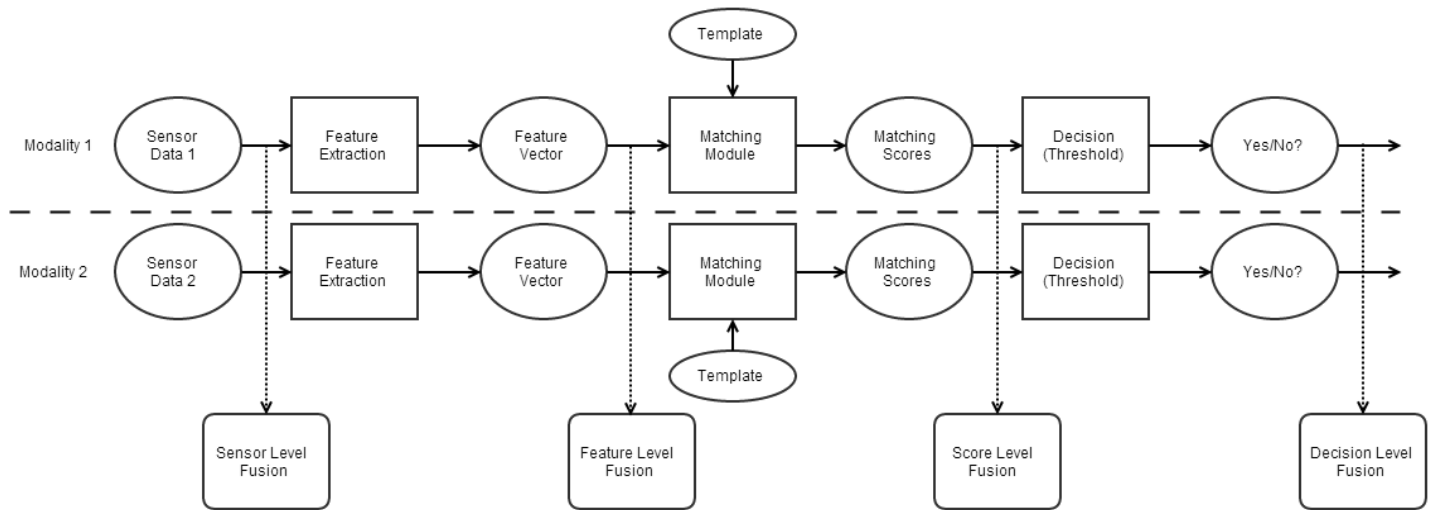 Template
Modality 1
Sensor
Data 1
Feature
Extraction
Feature
Vector
Matching
Module
Matching
Scores
Decision
(Threshold)
Yes/No?
Modality 2
Sensor
Data 2
Feature
Extraction
Feature
Vector
Matching
Module
Matching
Scores
Decision
(Threshold)
Yes/No?
Template
Sensor Level
Fusion
Feature Level
Fusion
Score Level
Fusion
Decision Level
Fusion